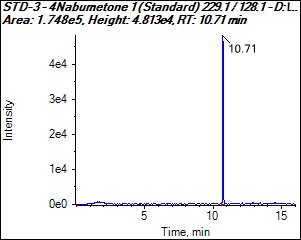 STD-3 - 4Nabumetone 1 (Standard) 229.1 / 128.1 - D:L...
Area: 1.748e5, Height: 4.813e4, RT: 10.71 min
10.71
4e4
3e4
2e4
1e4
0e0
Intensity
5 10 15
Time, min